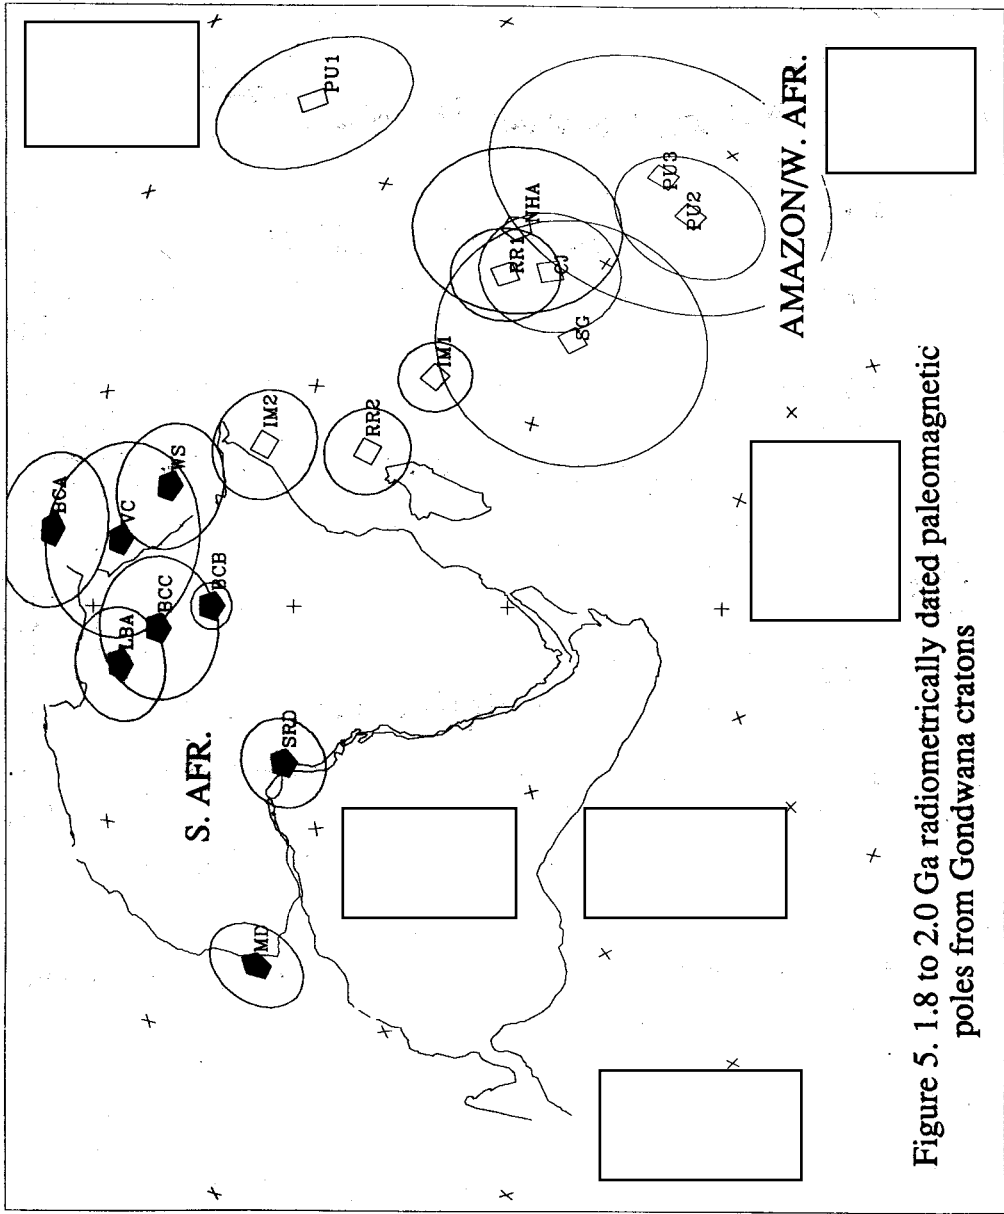 PU1
PU3
PU2
NHA
RR1
CJ
SG
IM1
IM2
RR2
WS
BCA
VC
BCB
BCC
LBA
SRD
MD
S. AFR.
AMAZON/W. AFR.
Figure 5. 1.8 to 2.0 Ga radiometrically dated paleomagnetic
poles from Gondwana cratons